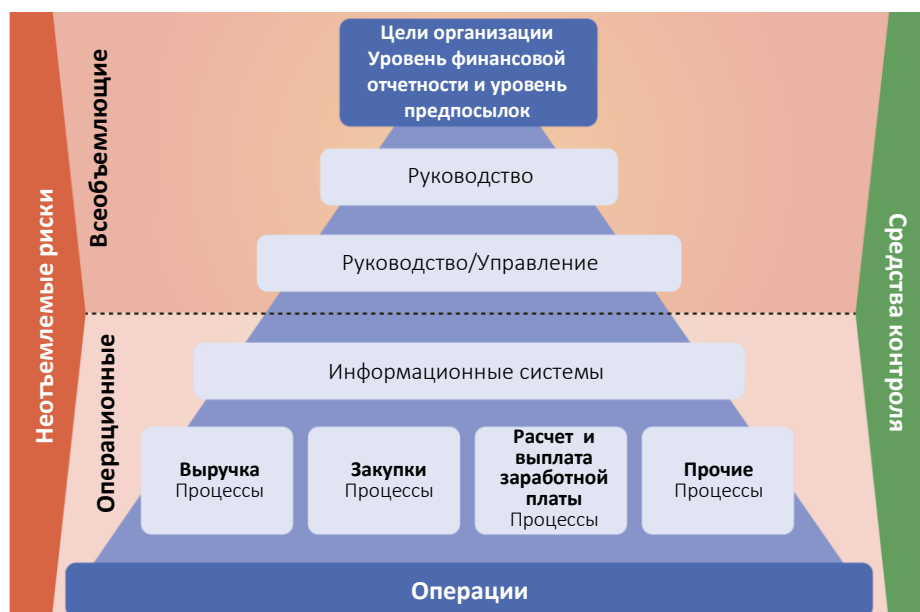 Цели организации
Уровень финансовой
отчетности и уровень
предпосылок
Всеобъемлющие
Руководство
Неотъемлемые риски
Средства контроля
Руководство/Управление
Операционные
Информационные системы
Выручка
Процессы
Закупки
Процессы
Расчет и
выплата
заработной
платы
Процессы
Прочие
Процессы
Операции